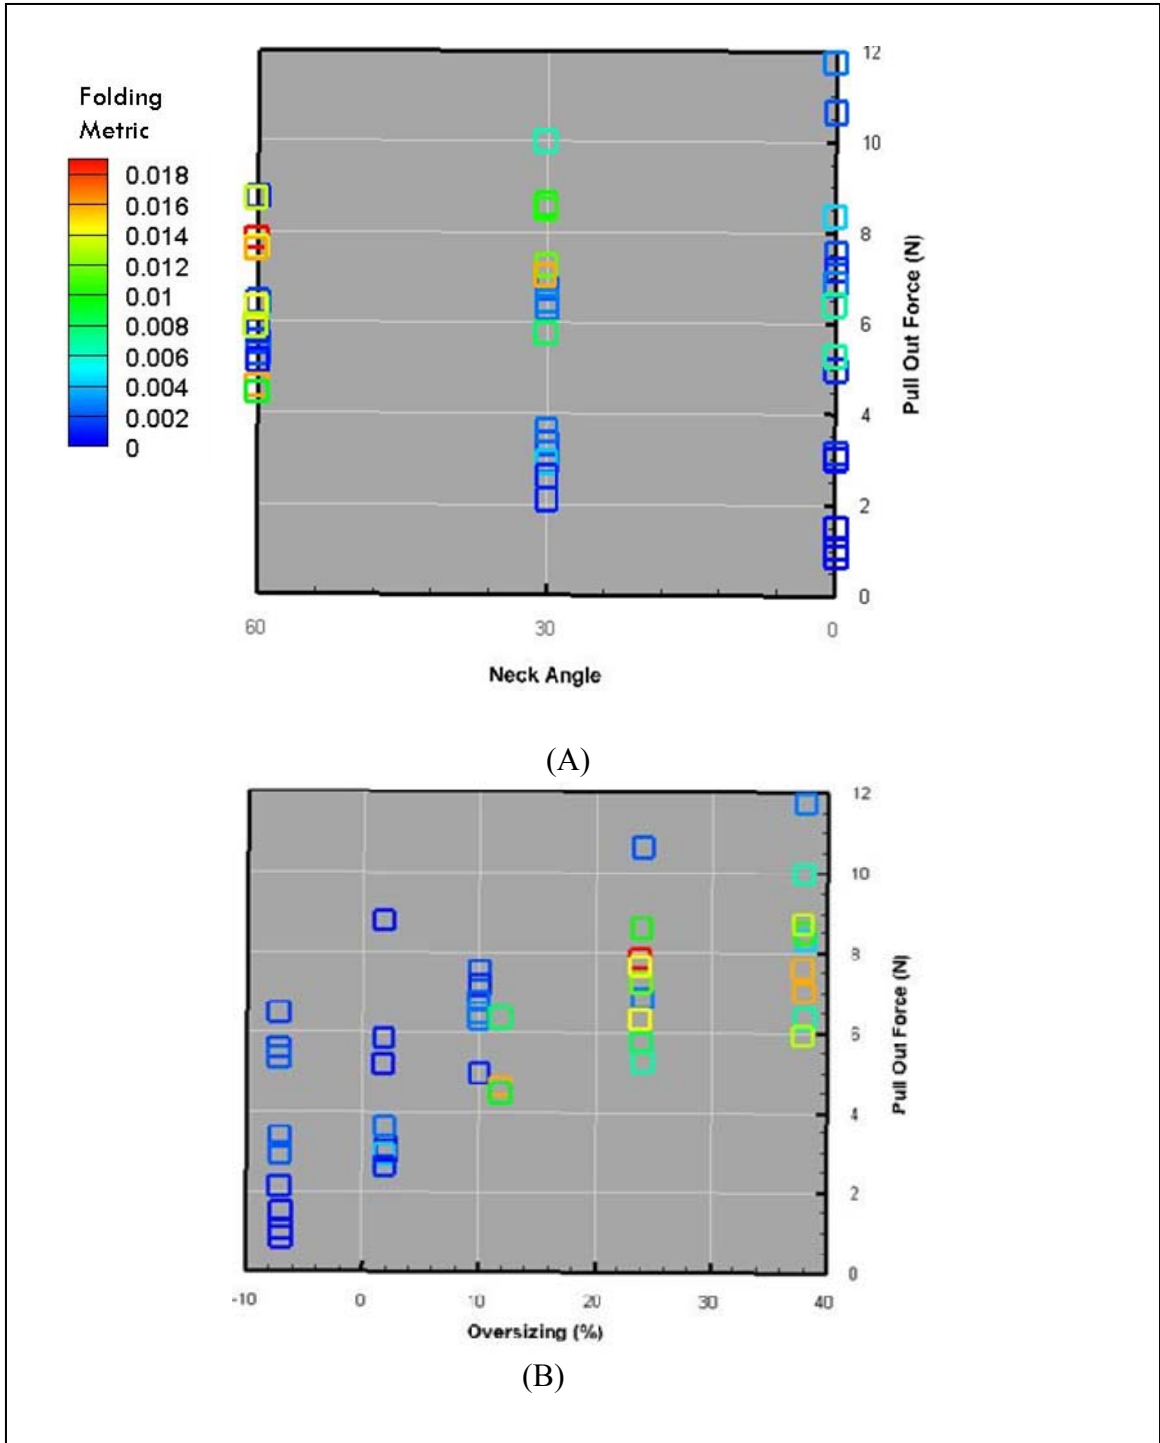 Folding
Metric
0.018
0.016
0.014
0.012
0.01
0.008
0.006
0.004
0.002
0
12
10
8
6
4
2
0
Pull Out Force (N)
60 30 0
Neck Angle
(A)
12
10
8
6
4
2
0
Pull Out Force (N)
-10 0 10 20 30 40
Oversizing (%)
(B)